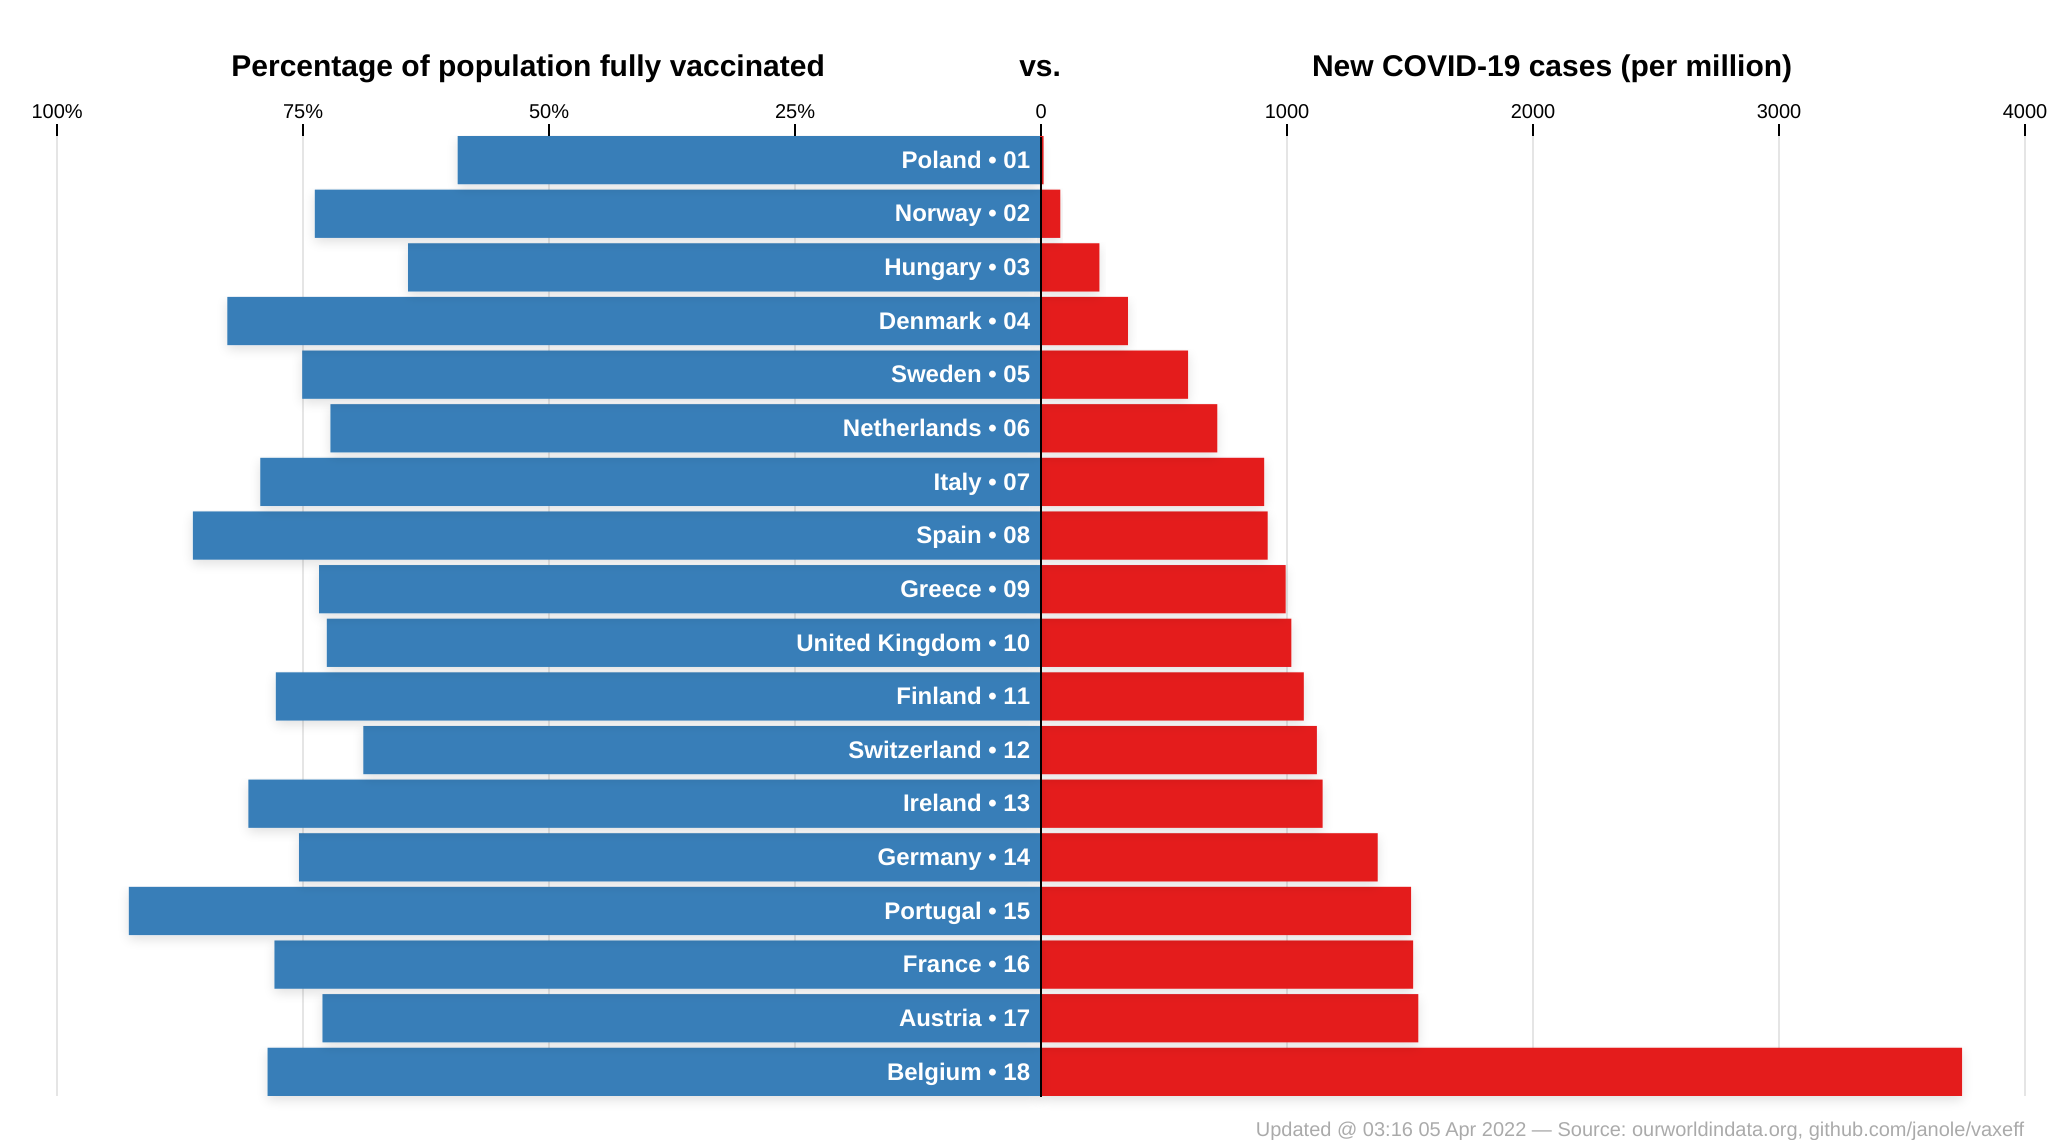 Percentage of population fully vaccinated vs. New COVID-19 cases (per million)
100% 75% 50% 25% 0 1000 2000 3000 4000
Poland • 01
Norway • 02
Hungary • 03
Denmark • 04
Sweden • 05
Netherlands • 06
Italy • 07
Spain • 08
Greece • 09
United Kingdom • 10
Finland • 11
Switzerland • 12
Ireland • 13
Germany • 14
Portugal • 15
France • 16
Austria • 17
Belgium • 18
Updated @ 03:16 05 Apr 2022 — Source: ourworldindata.org, github.com/janole/vaxeff